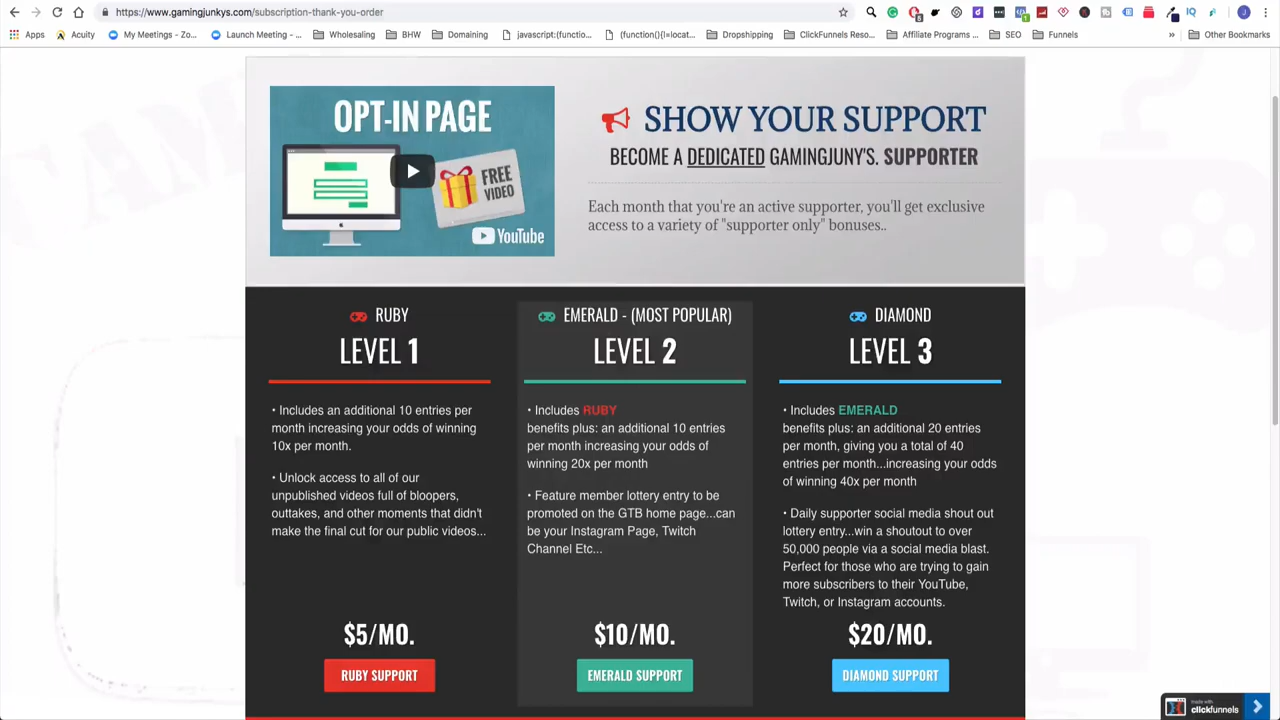 https://www.gamingjunkys.com/subscription-thank-you-order
Apps Acuity My Meetings - Zo... Launch Meeting - ... Wholesaling BHW Domaining javascript:(functio... (function(){l=locat... Dropshipping ClickFunnels Reso... Affiliate Programs ... SEO Funnels » Other Bookmarks
OPT-IN PAGE
FREE
VIDEO
YouTube
SHOW YOUR SUPPORT
BECOME A DEDICATED GAMINGJUNY'S. SUPPORTER
Each month that you're an active supporter, you'll get exclusive
access to a variety of "supporter only" bonuses..
RUBY
LEVEL 1
• Includes an additional 10 entries per
month increasing your odds of winning
10x per month.
• Unlock access to all of our
unpublished videos full of bloopers,
outtakes, and other moments that didn't
make the final cut for our public videos...
$5/MO.
RUBY SUPPORT
EMERALD - (MOST POPULAR)
LEVEL 2
• Includes RUBY
benefits plus: an additional 10 entries
per month increasing your odds of
winning 20x per month
• Feature member lottery entry to be
promoted on the GTB home page...can
be your Instagram Page, Twitch
Channel Etc...
$10/MO.
EMERALD SUPPORT
DIAMOND
LEVEL 3
• Includes EMERALD
benefits plus: an additional 20 entries
per month, giving you a total of 40
entries per month...increasing your odds
of winning 40x per month
• Daily supporter social media shout out
lottery entry...win a shoutout to over
50,000 people via a social media blast.
Perfect for those who are trying to gain
more subscribers to their YouTube,
Twitch, or Instagram accounts.
$20/MO.
DIAMOND SUPPORT
made with
clickfunnels